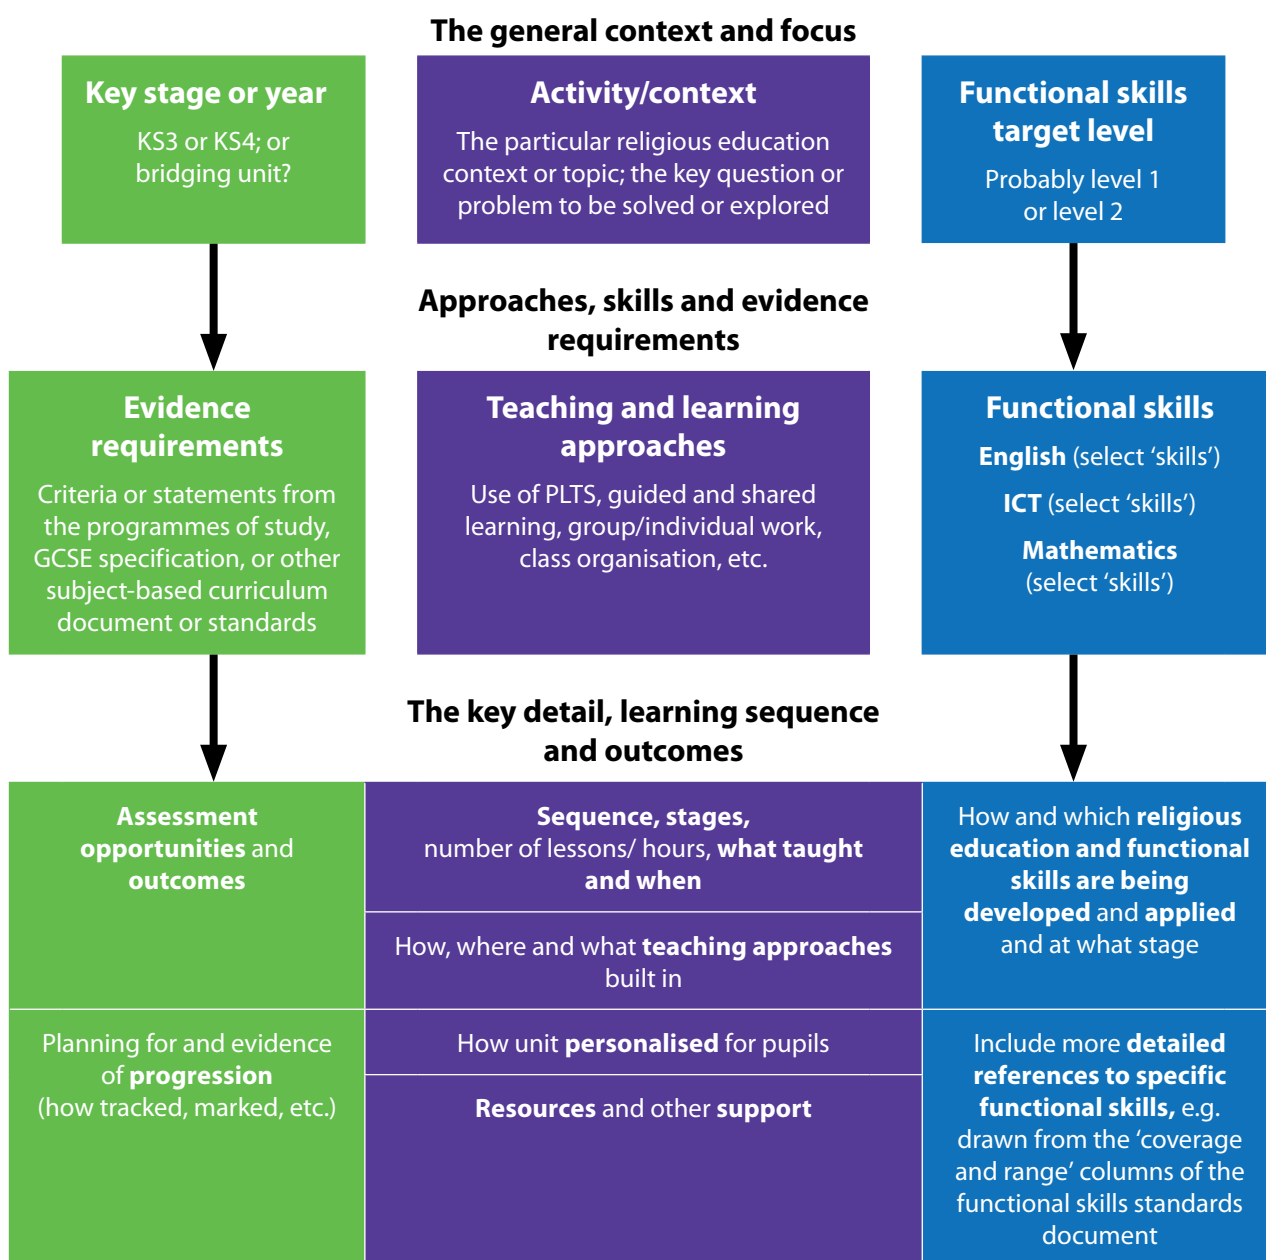 The general context and focus
Key stage or year
KS3 or KS4; or
bridging unit?
Activity/context
The particular religious education
context or topic; the key question or
problem to be solved or explored
Functional skills
target level
Probably level 1
or level 2
Approaches, skills and evidence
requirements
Evidence
requirements
Criteria or statements from
the programmes of study,
GCSE specification, or other
subject-based curriculum
document or standards
Teaching and learning
approaches
Use of PLTS, guided and shared
learning, group/individual work,
class organisation, etc.
Functional skills
English (select ‘skills’)
ICT (select ‘skills’)
Mathematics
(select ‘skills’)
The key detail, learning sequence
and outcomes
Assessment
opportunities and
outcomes
Planning for and evidence
of progression
(how tracked, marked, etc.)
Sequence, stages,
number of lessons/ hours, what taught
and when
How, where and what teaching approaches
built in
How unit personalised for pupils
Resources and other support
How and which religious
education and functional
skills are being
developed and applied
and at what stage
Include more detailed
references to specific
functional skills, e.g.
drawn from the ‘coverage
and range’ columns of the
functional skills standards
document